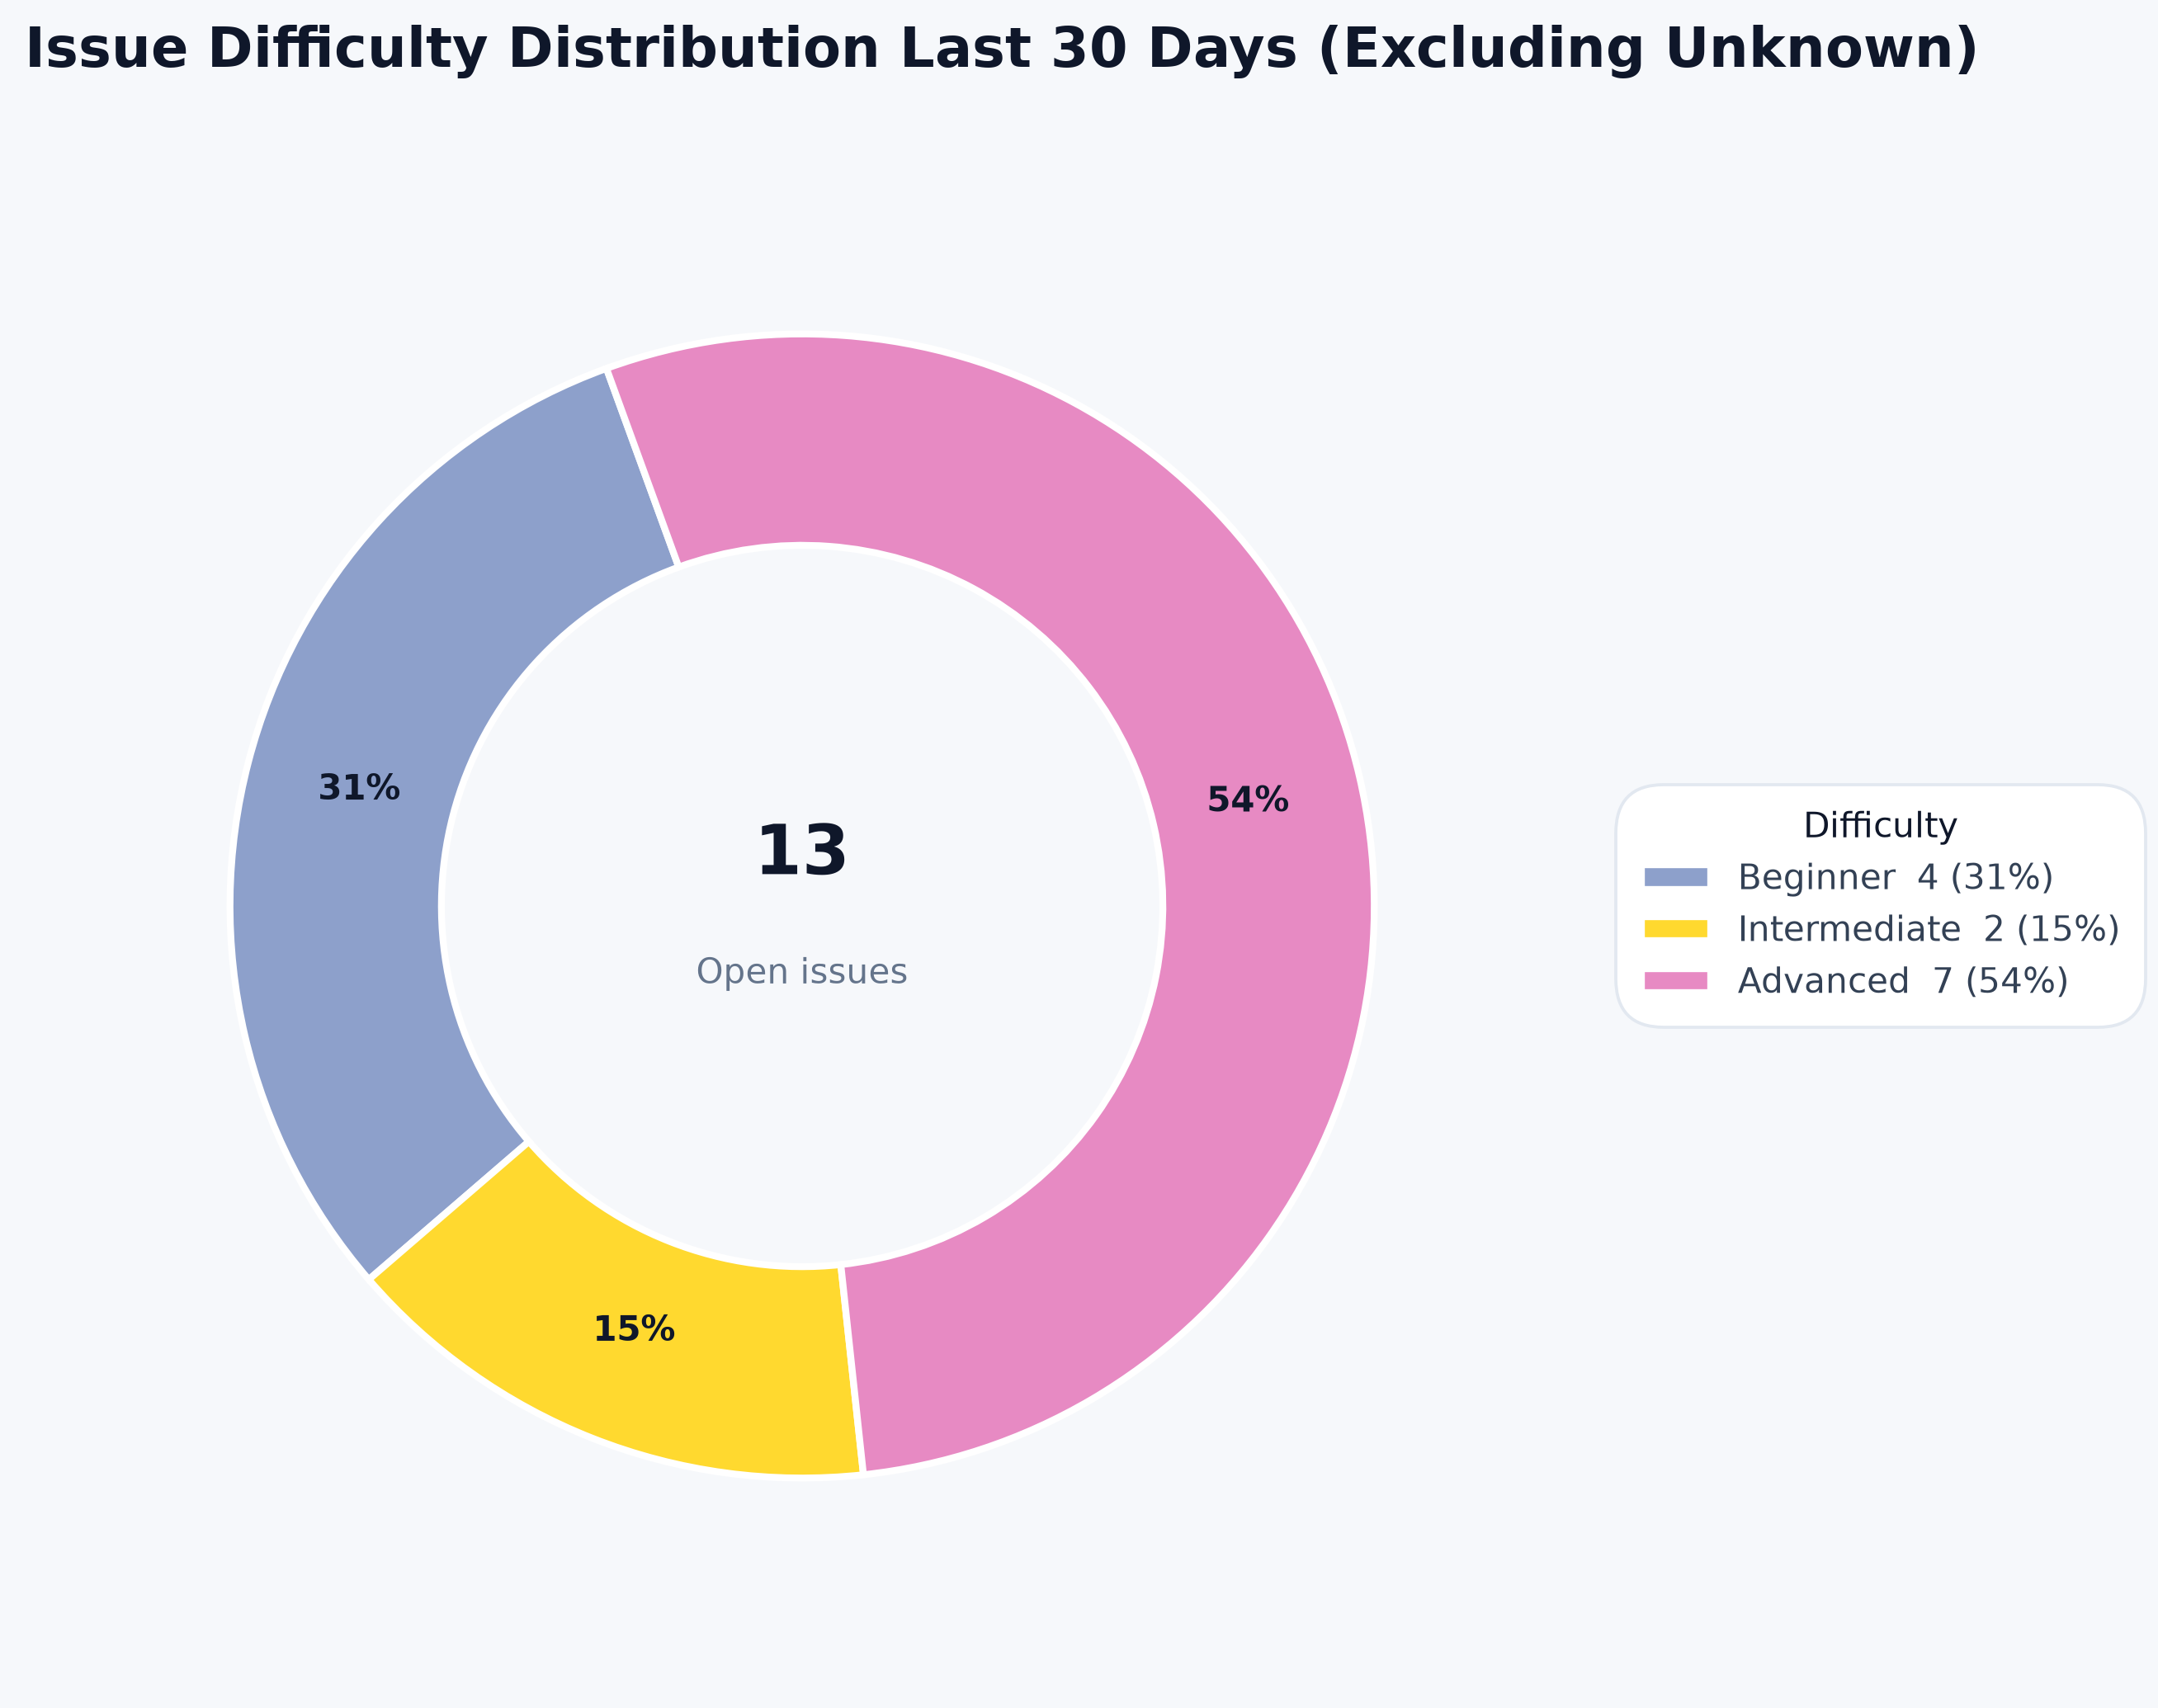 Issue Difficulty Distribution Last 30 Days (Excluding Unknown)
31%
54%
13
Open issues
15%
Difficulty
Beginner 4 (31%)
Intermediate 2 (15%)
Advanced 7 (54%)